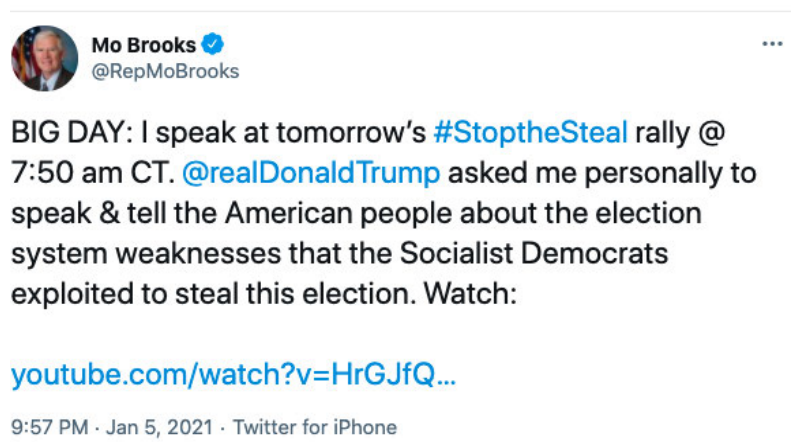 Mo Brooks
@RepMoBrooks
BIG DAY: I speak at tomorrow's #StoptheSteal rally @
7:50 am CT. @realDonaldTrump asked me personally to
speak & tell the American people about the election
system weaknesses that the Socialist Democrats
exploited to steal this election. Watch:
youtube.com/watch?v=HrGJfQ...
9:57 PM · Jan 5, 2021 · Twitter for iPhone